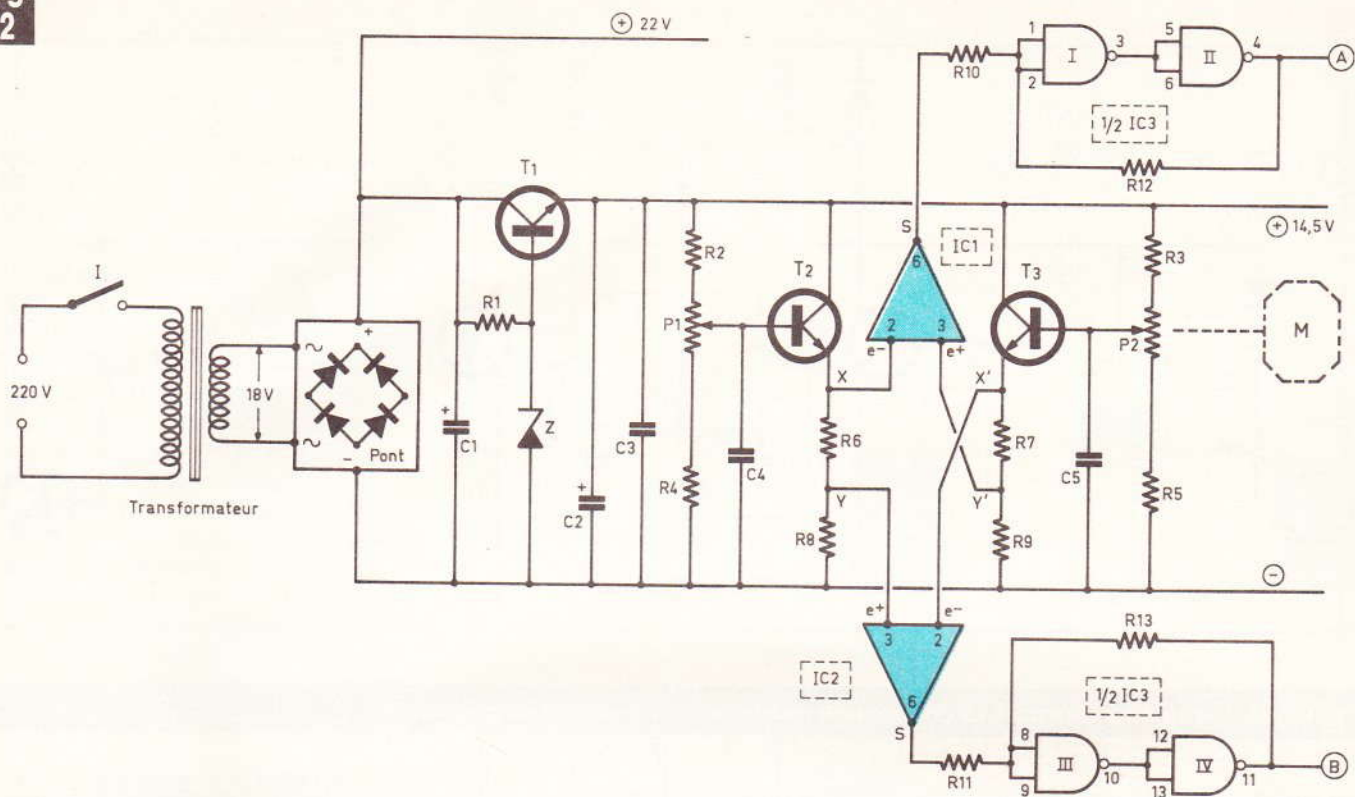 2
⊕ 22 V
R10
1
2
I
3
5
6
II
4
A
1/2 IC3
R12
T1
S
6
IC1
⊕ 14,5 V
I
R2
T2
2
3
T3
R3
R1
P1
e-
e+
P2
M
+
220 V
18 V
~
~
X
X'
Z
+
C1
C3
R6
R7
-
Pont
C4
C5
Transformateur
+
C2
R4
Y
Y'
R5
R8
R9
⊖
e+
e-
3
2
R13
IC2
6
1/2 IC3
S
R11
8
9
III
10
12
13
IV
11
B